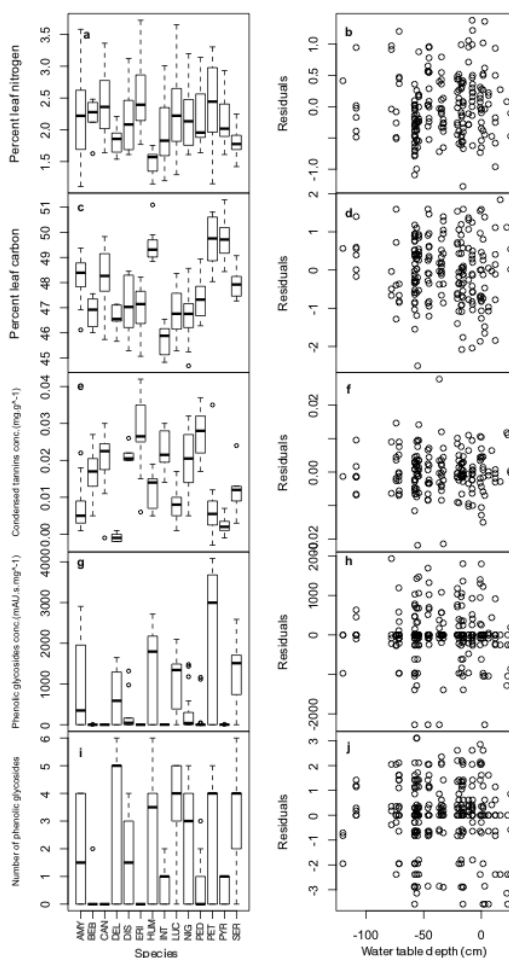 a
Percent leaf nitrogen
1.5 2.0 2.5 3.0 3.5
b
Residuals
-1.0 0.0 0.5 1.0
c
Percent leaf carbon
45 46 47 48 49 50 51
d
Residuals
-2 -1 0 1 2
e
Condensed tannins conc.(mg.g^-1)
0.00 0.01 0.02 0.03 0.04
f
Residuals
0.02 0.00 0.02
g
Phenolic glycosides conc.(mAU.s.mg^-1)
0 1000 2000 3000 4000
h
Residuals
-2000 0 1000 2000
i
Number of phenolic glycosides
0 1 2 3 4 5 6
j
Residuals
-3 -2 -1 0 1 2 3
AMY BEB CAN DEL DIS ERI HUM INT LUC NIG PED PET PYR SER
Species
-100 -50 0
Water table depth (cm)